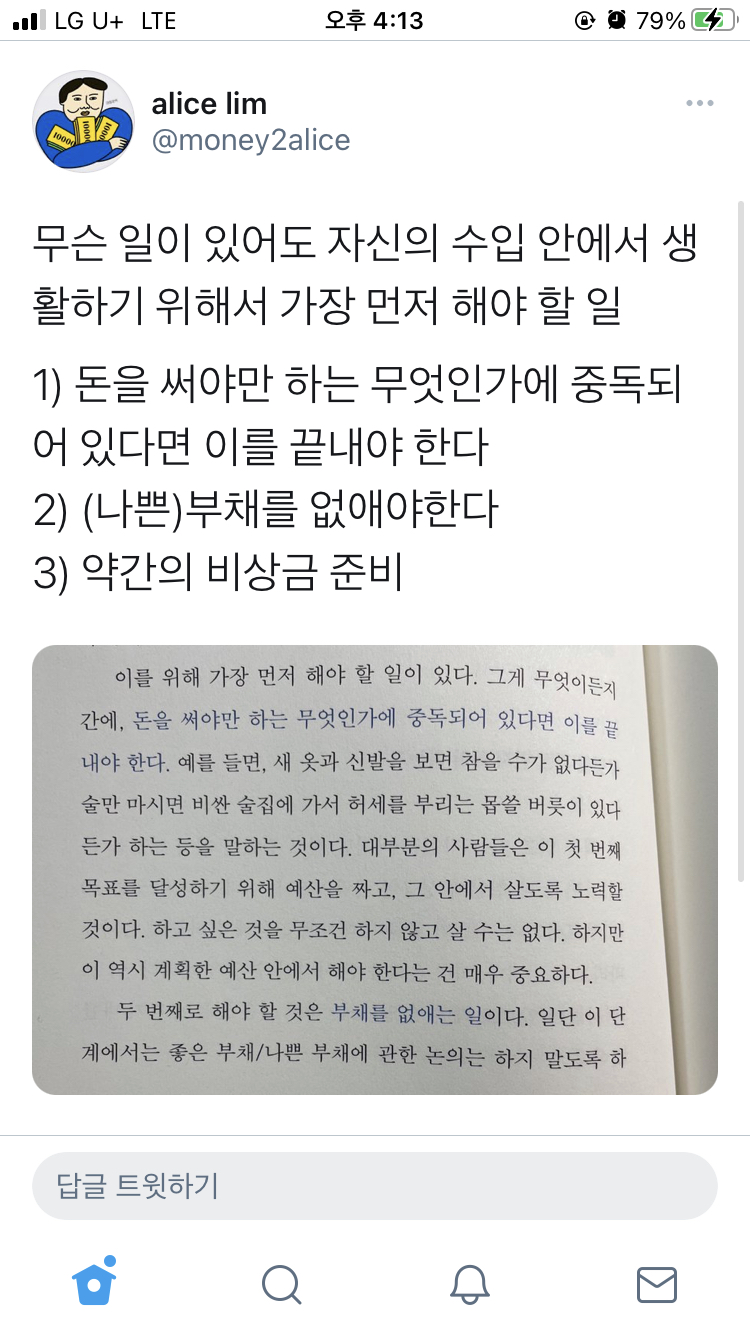 LG U+ LTE 오후 4:13 79%
alice lim
@money2alice
무슨 일이 있어도 자신의 수입 안에서 생
활하기 위해서 가장 먼저 해야 할 일
1) 돈을 써야만 하는 무엇인가에 중독되
어 있다면 이를 끝내야 한다
2) (나쁜)부채를 없애야한다
3) 약간의 비상금 준비
이를 위해 가장 먼저 해야 할 일이 있다. 그게 무엇이든지
간에, 돈을 써야만 하는 무엇인가에 중독되어 있다면 이를 끝
내야 한다. 예를 들면, 새 옷과 신발을 보면 참을 수가 없다든가
술만 마시면 비싼 술집에 가서 허세를 부리는 몹쓸 버릇이 있다
든가 하는 등을 말하는 것이다. 대부분의 사람들은 이 첫 번째
목표를 달성하기 위해 예산을 짜고, 그 안에서 살도록 노력할
것이다. 하고 싶은 것을 무조건 하지 않고 살 수는 없다. 하지만
이 역시 계획한 예산 안에서 해야 한다는 건 매우 중요하다.
두 번째로 해야 할 것은 부채를 없애는 일이다. 일단 이 단
계에서는 좋은 부채/나쁜 부채에 관한 논의는 하지 말도록 하
답글 트윗하기